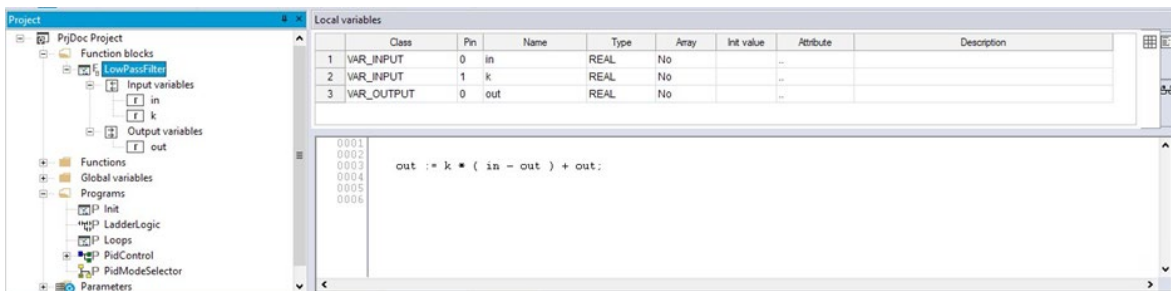 Project
PrjDoc Project
Function blocks
LowPassFilter
Input variables
in
k
Output variables
out
Functions
Global variables
Programs
Init
LadderLogic
Loops
PidControl
PidModeSelector
Parameters
Local variables
Class Pin Name Type Array Init value Attribute Description
1 VAR_INPUT 0 in REAL No ..
2 VAR_INPUT 1 k REAL No ..
3 VAR_OUTPUT 0 out REAL No ..
0001
0002
0003 out := k * ( in - out ) + out;
0004
0005
0006